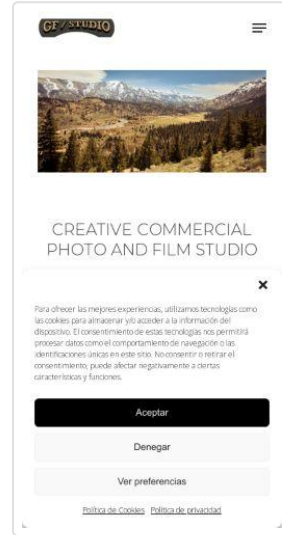 GF/STUDIO
CREATIVE COMMERCIAL
PHOTO AND FILM STUDIO
Para ofrecer las mejores experiencias, utilizamos tecnologías como
las cookies para almacenar y/o acceder a la información del
dispositivo. El consentimiento de estas tecnologías nos permitirá
procesar datos como el comportamiento de navegación o las
identificaciones únicas en este sitio. No consentir o retirar el
consentimiento, puede afectar negativamente a ciertas
características y funciones.
Aceptar
Denegar
Ver preferencias
Política de Cookies Política de privacidad